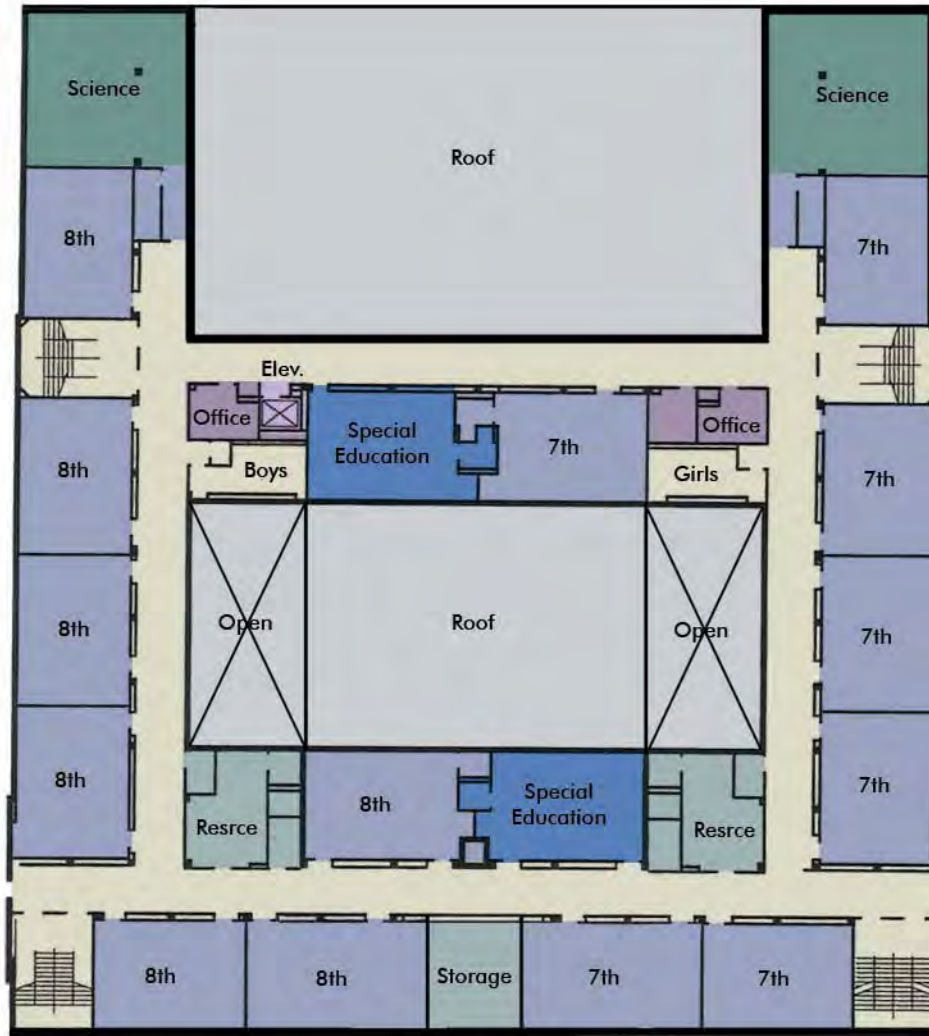 Science
Roof
Science
8th
7th
Elev.
Office
Special
Education
7th
Office
Boys
Girls
8th
7th
Open
Roof
Open
8th
7th
8th
7th
Resrce
8th
Special
Education
Resrce
8th
8th
Storage
7th
7th